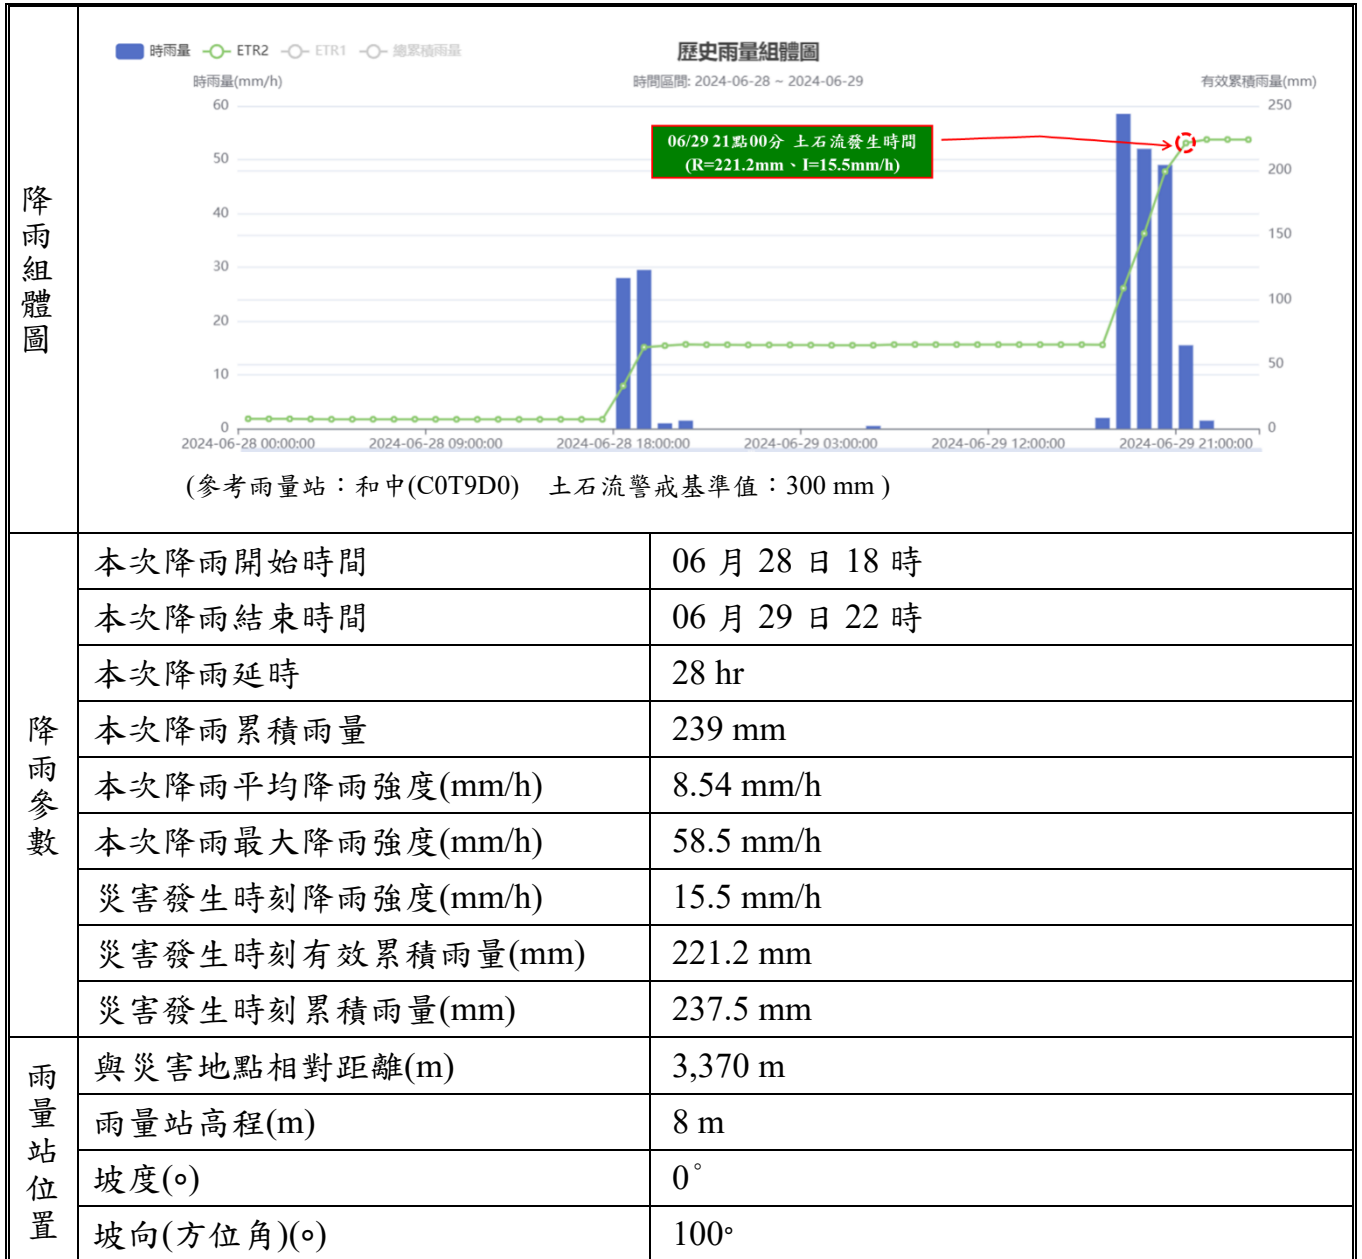 降雨組體圖
時雨量 ETR2 ETR1 總累積雨量
歷史雨量組體圖
時雨量(mm/h)
時間區間: 2024-06-28 ~ 2024-06-29
有效累積雨量(mm)
60
50
40
30
20
10
0
250
200
150
100
50
0
06/29 21點00分 土石流發生時間
(R=221.2mm、I=15.5mm/h)
2024-06-28 00:00:00 2024-06-28 09:00:00 2024-06-28 18:00:00 2024-06-29 03:00:00 2024-06-29 12:00:00 2024-06-29 21:00:00
(參考雨量站：和中(C0T9D0) 土石流警戒基準值：300 mm )
降雨參數
本次降雨開始時間 06 月 28 日 18 時
本次降雨結束時間 06 月 29 日 22 時
本次降雨延時 28 hr
本次降雨累積雨量 239 mm
本次降雨平均降雨強度(mm/h) 8.54 mm/h
本次降雨最大降雨強度(mm/h) 58.5 mm/h
災害發生時刻降雨強度(mm/h) 15.5 mm/h
災害發生時刻有效累積雨量(mm) 221.2 mm
災害發生時刻累積雨量(mm) 237.5 mm
雨量站位置
與災害地點相對距離(m) 3,370 m
雨量站高程(m) 8 m
坡度(∘) 0°
坡向(方位角)(∘) 100∘